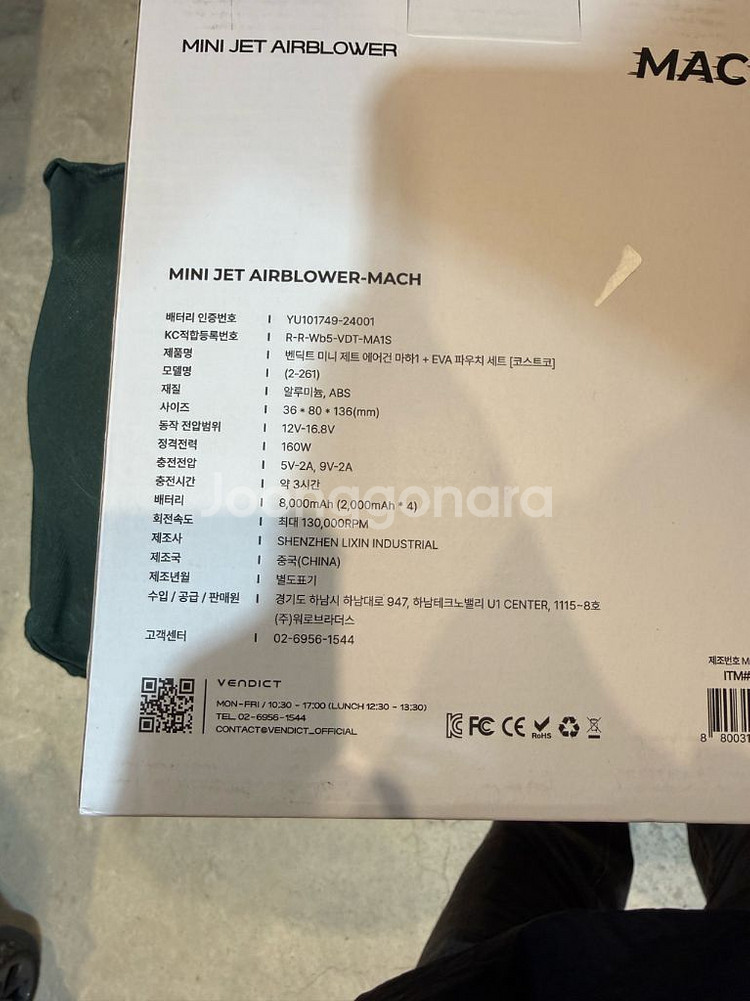 MINI JET AIRBLOWER
MAC
MINI JET AIRBLOWER-MACH
배터리 인증번호 YU101749-24001
KC적합등록번호 R-R-Wb5-VDT-MA1S
제품명 벤딕트 미니 제트 에어건 마하1 + EVA 파우치 세트 [코스트코]
모델명 (2-261)
재질 알루미늄, ABS
사이즈 36 * 80 * 136(mm)
동작 전압범위 12V-16.8V
정격전력 160W
충전전압 5V-2A, 9V-2A
충전시간 약 3시간
배터리 8,000mAh (2,000mAh * 4)
Joonggonara
회전속도 최대 130,000RPM
제조사 SHENZHEN LIXIN INDUSTRIAL
제조국 중국(CHINA)
제조년월 별도표기
수입 / 공급 / 판매원 경기도 하남시 하남대로 947, 하남테크노밸리 U1 CENTER, 1115-8호
(주)워로브라더스
고객센터 02-6956-1544
VENDICT
MON-FRI / 10:30 - 17:00 (LUNCH 12:30 - 13:30)
TEL. 02-6956-1544
CONTACT@VENDICT_OFFICIAL
FC CE RoHS
제조번호 M
ITM#
8 80031